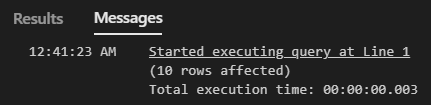 Results Messages
12:41:23 AM Started executing query at Line 1
(10 rows affected)
Total execution time: 00:00:00.003